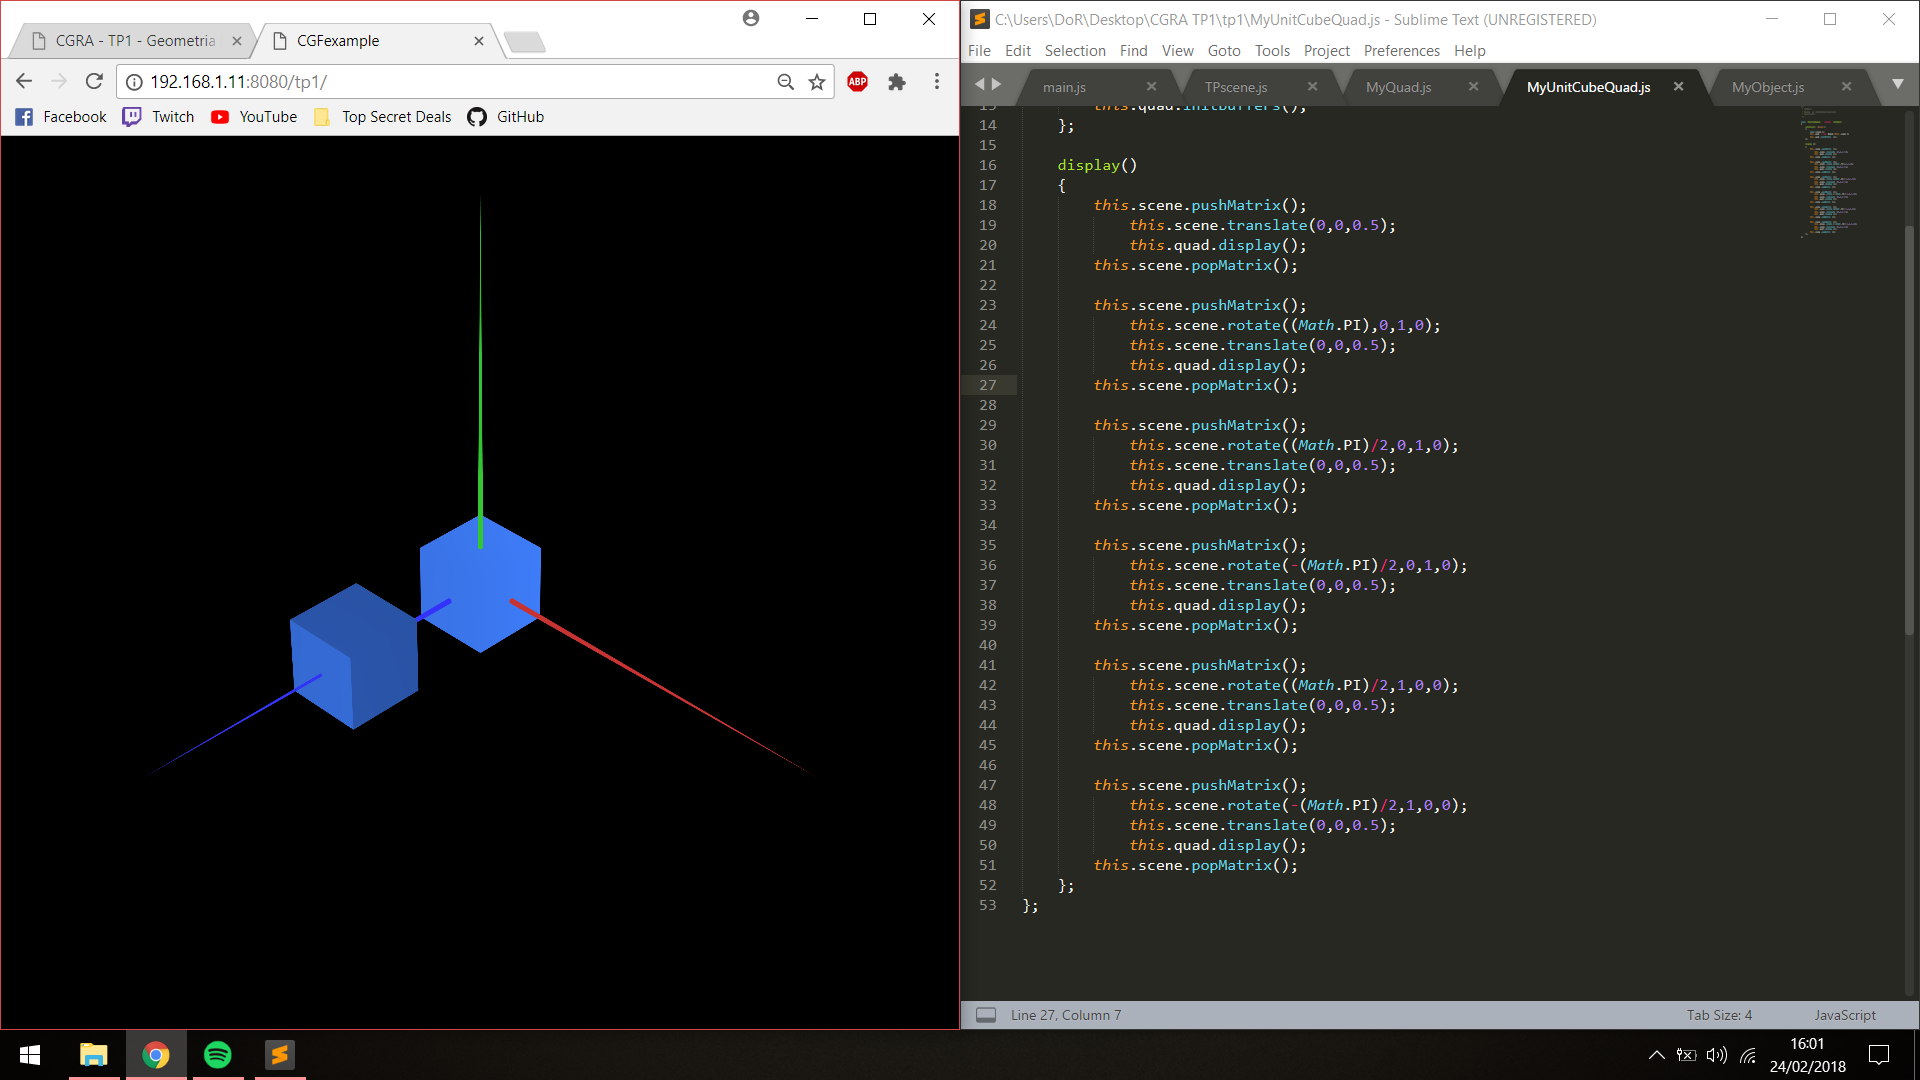 CGRA - TP1 - Geometria
CGFexample
192.168.1.11:8080/tp1/
ABP
Facebook
Twitch
YouTube
Top Secret Deals
GitHub
C:\Users\DoR\Desktop\CGRA TP1\tp1\MyUnitCubeQuad.js - Sublime Text (UNREGISTERED)
File Edit Selection Find View Goto Tools Project Preferences Help
main.js TPscene.js MyQuad.js MyUnitCubeQuad.js MyObject.js
13 this.quad.initBuffers();
14 };
15
16 display()
17 {
18 this.scene.pushMatrix();
19 this.scene.translate(0,0,0.5);
20 this.quad.display();
21 this.scene.popMatrix();
22
23 this.scene.pushMatrix();
24 this.scene.rotate((Math.PI),0,1,0);
25 this.scene.translate(0,0,0.5);
26 this.quad.display();
27 this.scene.popMatrix();
28
29 this.scene.pushMatrix();
30 this.scene.rotate((Math.PI)/2,0,1,0);
31 this.scene.translate(0,0,0.5);
32 this.quad.display();
33 this.scene.popMatrix();
34
35 this.scene.pushMatrix();
36 this.scene.rotate(-(Math.PI)/2,0,1,0);
37 this.scene.translate(0,0,0.5);
38 this.quad.display();
39 this.scene.popMatrix();
40
41 this.scene.pushMatrix();
42 this.scene.rotate((Math.PI)/2,1,0,0);
43 this.scene.translate(0,0,0.5);
44 this.quad.display();
45 this.scene.popMatrix();
46
47 this.scene.pushMatrix();
48 this.scene.rotate(-(Math.PI)/2,1,0,0);
49 this.scene.translate(0,0,0.5);
50 this.quad.display();
51 this.scene.popMatrix();
52 };
53 };
Line 27, Column 7
Tab Size: 4
JavaScript
16:01
24/02/2018